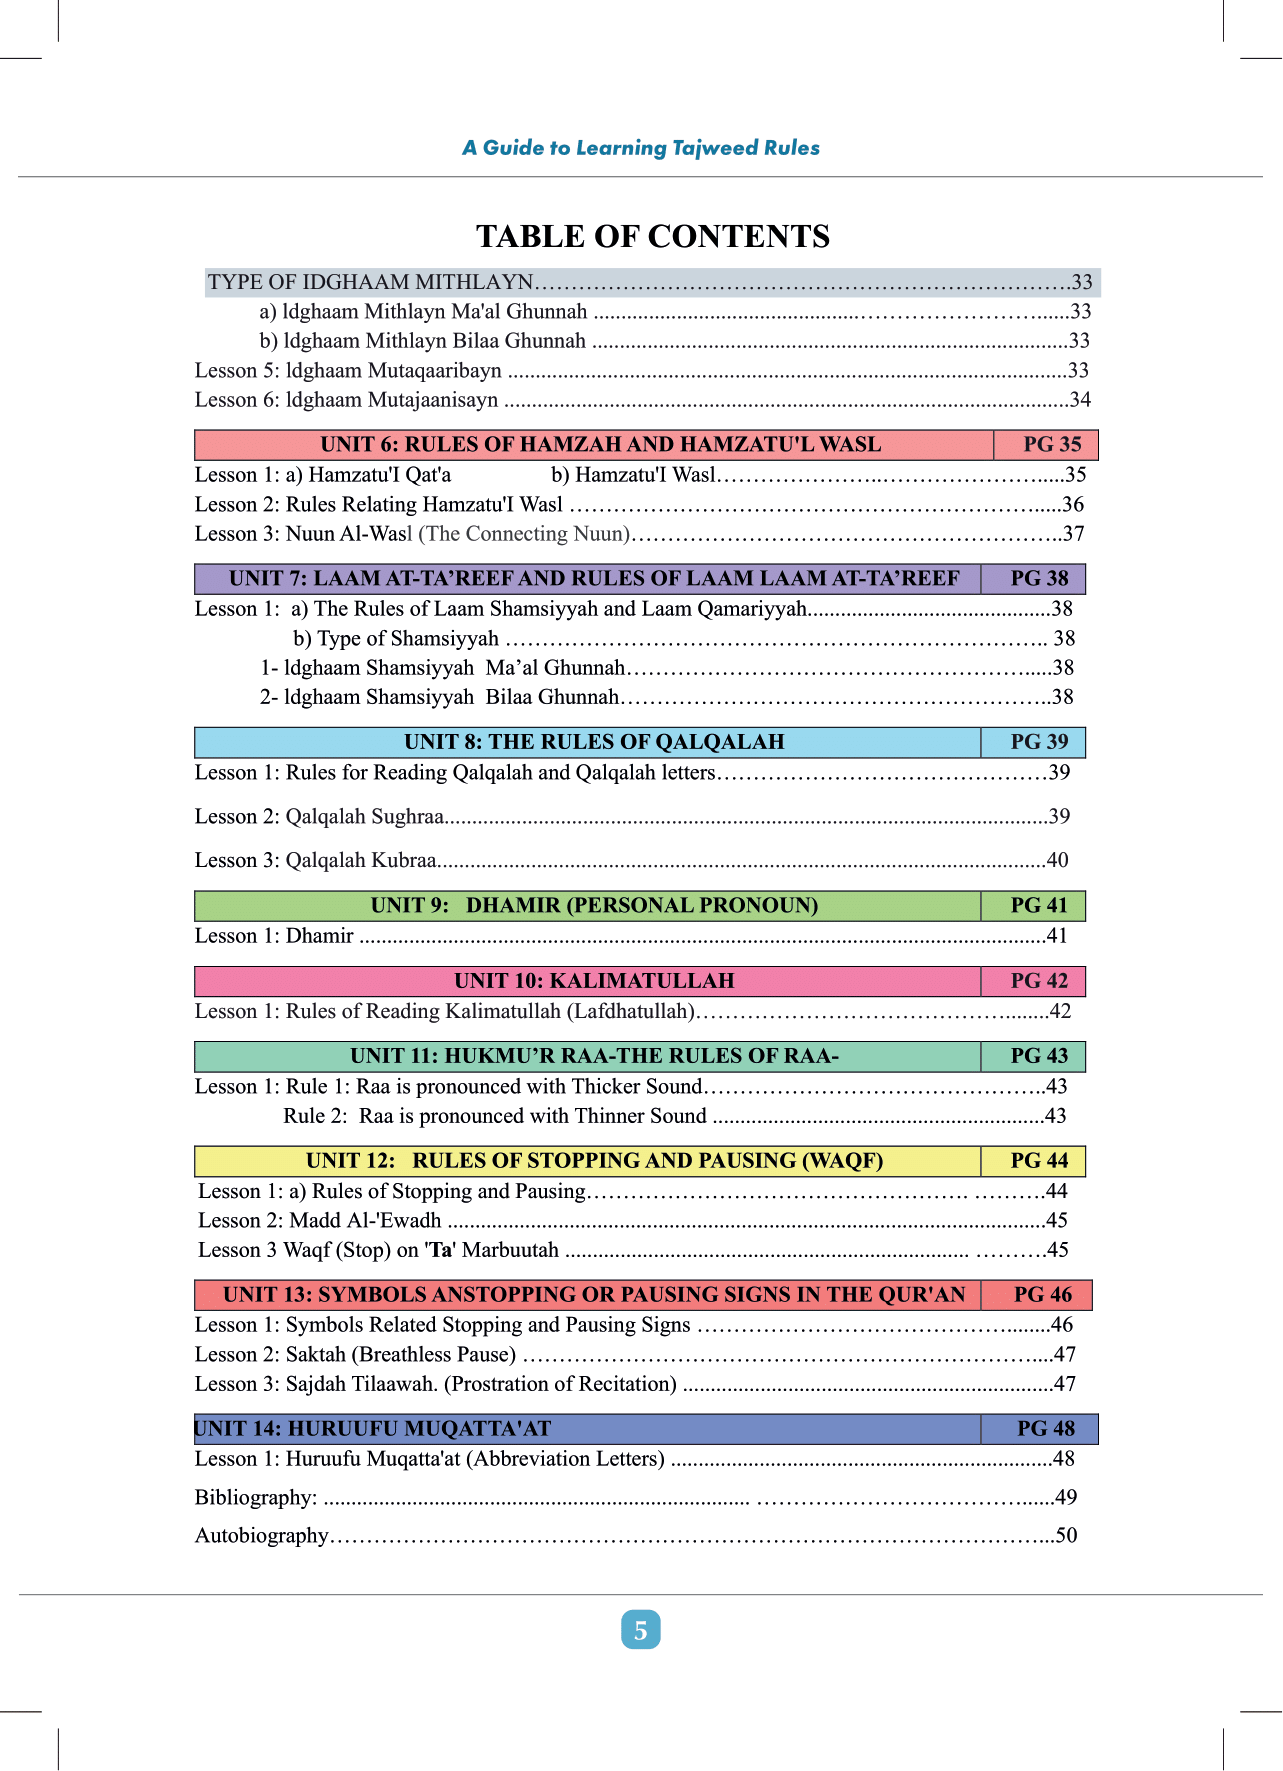 A Guide to Learning Tajweed Rules
TABLE OF CONTENTS
TYPE OF IDGHAAM MITHLAYN……………………………………………………………….33
a) ldghaam Mithlayn Ma'al Ghunnah ................................................……………………......33
b) ldghaam Mithlayn Bilaa Ghunnah ......................................................................................33
Lesson 5: ldghaam Mutaqaaribayn .....................................................................................................33
Lesson 6: ldghaam Mutajaanisayn ......................................................................................................34
UNIT 6: RULES OF HAMZAH AND HAMZATU'L WASL PG 35
Lesson 1: a) Hamzatu'I Qat'a b) Hamzatu'I Wasl…………………..………………….....35
Lesson 2: Rules Relating Hamzatu'I Wasl ……………………………………………………….....36
Lesson 3: Nuun Al-Wasl (The Connecting Nuun)…………………………………………………..37
UNIT 7: LAAM AT-TA’REEF AND RULES OF LAAM LAAM AT-TA’REEF PG 38
Lesson 1: a) The Rules of Laam Shamsiyyah and Laam Qamariyyah............................................38
b) Type of Shamsiyyah ……………………………………………………………….. 38
1- ldghaam Shamsiyyah Ma’al Ghunnah……………………………………………….....38
2- ldghaam Shamsiyyah Bilaa Ghunnah…………………………………………………..38
UNIT 8: THE RULES OF QALQALAH PG 39
Lesson 1: Rules for Reading Qalqalah and Qalqalah letters………………………………………39
Lesson 2: Qalqalah Sughraa.............................................................................................................39
Lesson 3: Qalqalah Kubraa..............................................................................................................40
UNIT 9: DHAMIR (PERSONAL PRONOUN) PG 41
Lesson 1: Dhamir ............................................................................................................................41
UNIT 10: KALIMATULLAH PG 42
Lesson 1: Rules of Reading Kalimatullah (Lafdhatullah)……………………………………........42
UNIT 11: HUKMU’R RAA-THE RULES OF RAA- PG 43
Lesson 1: Rule 1: Raa is pronounced with Thicker Sound………………………………………..43
Rule 2: Raa is pronounced with Thinner Sound ............................................................43
UNIT 12: RULES OF STOPPING AND PAUSING (WAQF) PG 44
Lesson 1: a) Rules of Stopping and Pausing…………………………………………… ……….44
Lesson 2: Madd Al-'Ewadh ............................................................................................................45
Lesson 3 Waqf (Stop) on 'Ta' Marbuutah ......................................................................... ……….45
UNIT 13: SYMBOLS ANSTOPPING OR PAUSING SIGNS IN THE QUR'AN PG 46
Lesson 1: Symbols Related Stopping and Pausing Signs ……………………………………........46
Lesson 2: Saktah (Breathless Pause) ……………………………………………………………....47
Lesson 3: Sajdah Tilaawah. (Prostration of Recitation) ...................................................................47
UNIT 14: HURUUFU MUQATTA'AT PG 48
Lesson 1: Huruufu Muqatta'at (Abbreviation Letters) .....................................................................48
Bibliography: ............................................................................. ………………………………......49
Autobiography……………………………………………………………………………………...50
5